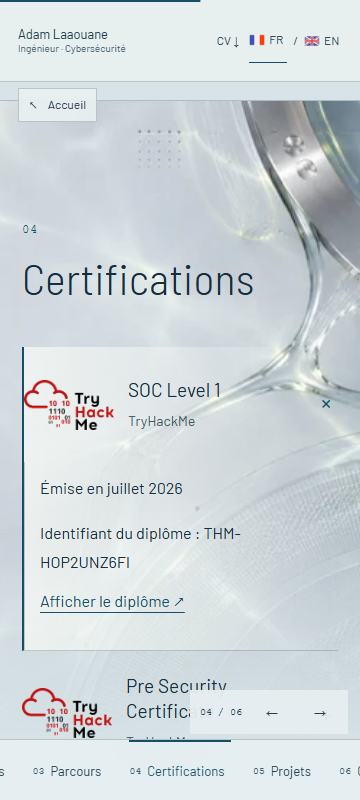 Adam Laaouane
Ingénieur · Cybersécurité
CV ↓ FR / EN
↖ Accueil
04
Certifications
Try
Hack
Me
SOC Level 1
TryHackMe
×
Émise en juillet 2026
Identifiant du diplôme : THM-
HOP2UNZ6FI
Afficher le diplôme ↗
Try
Hack
Me
Pre Security
04 / 06 ← →
03 Parcours
04 Certifications
05 Projets
06